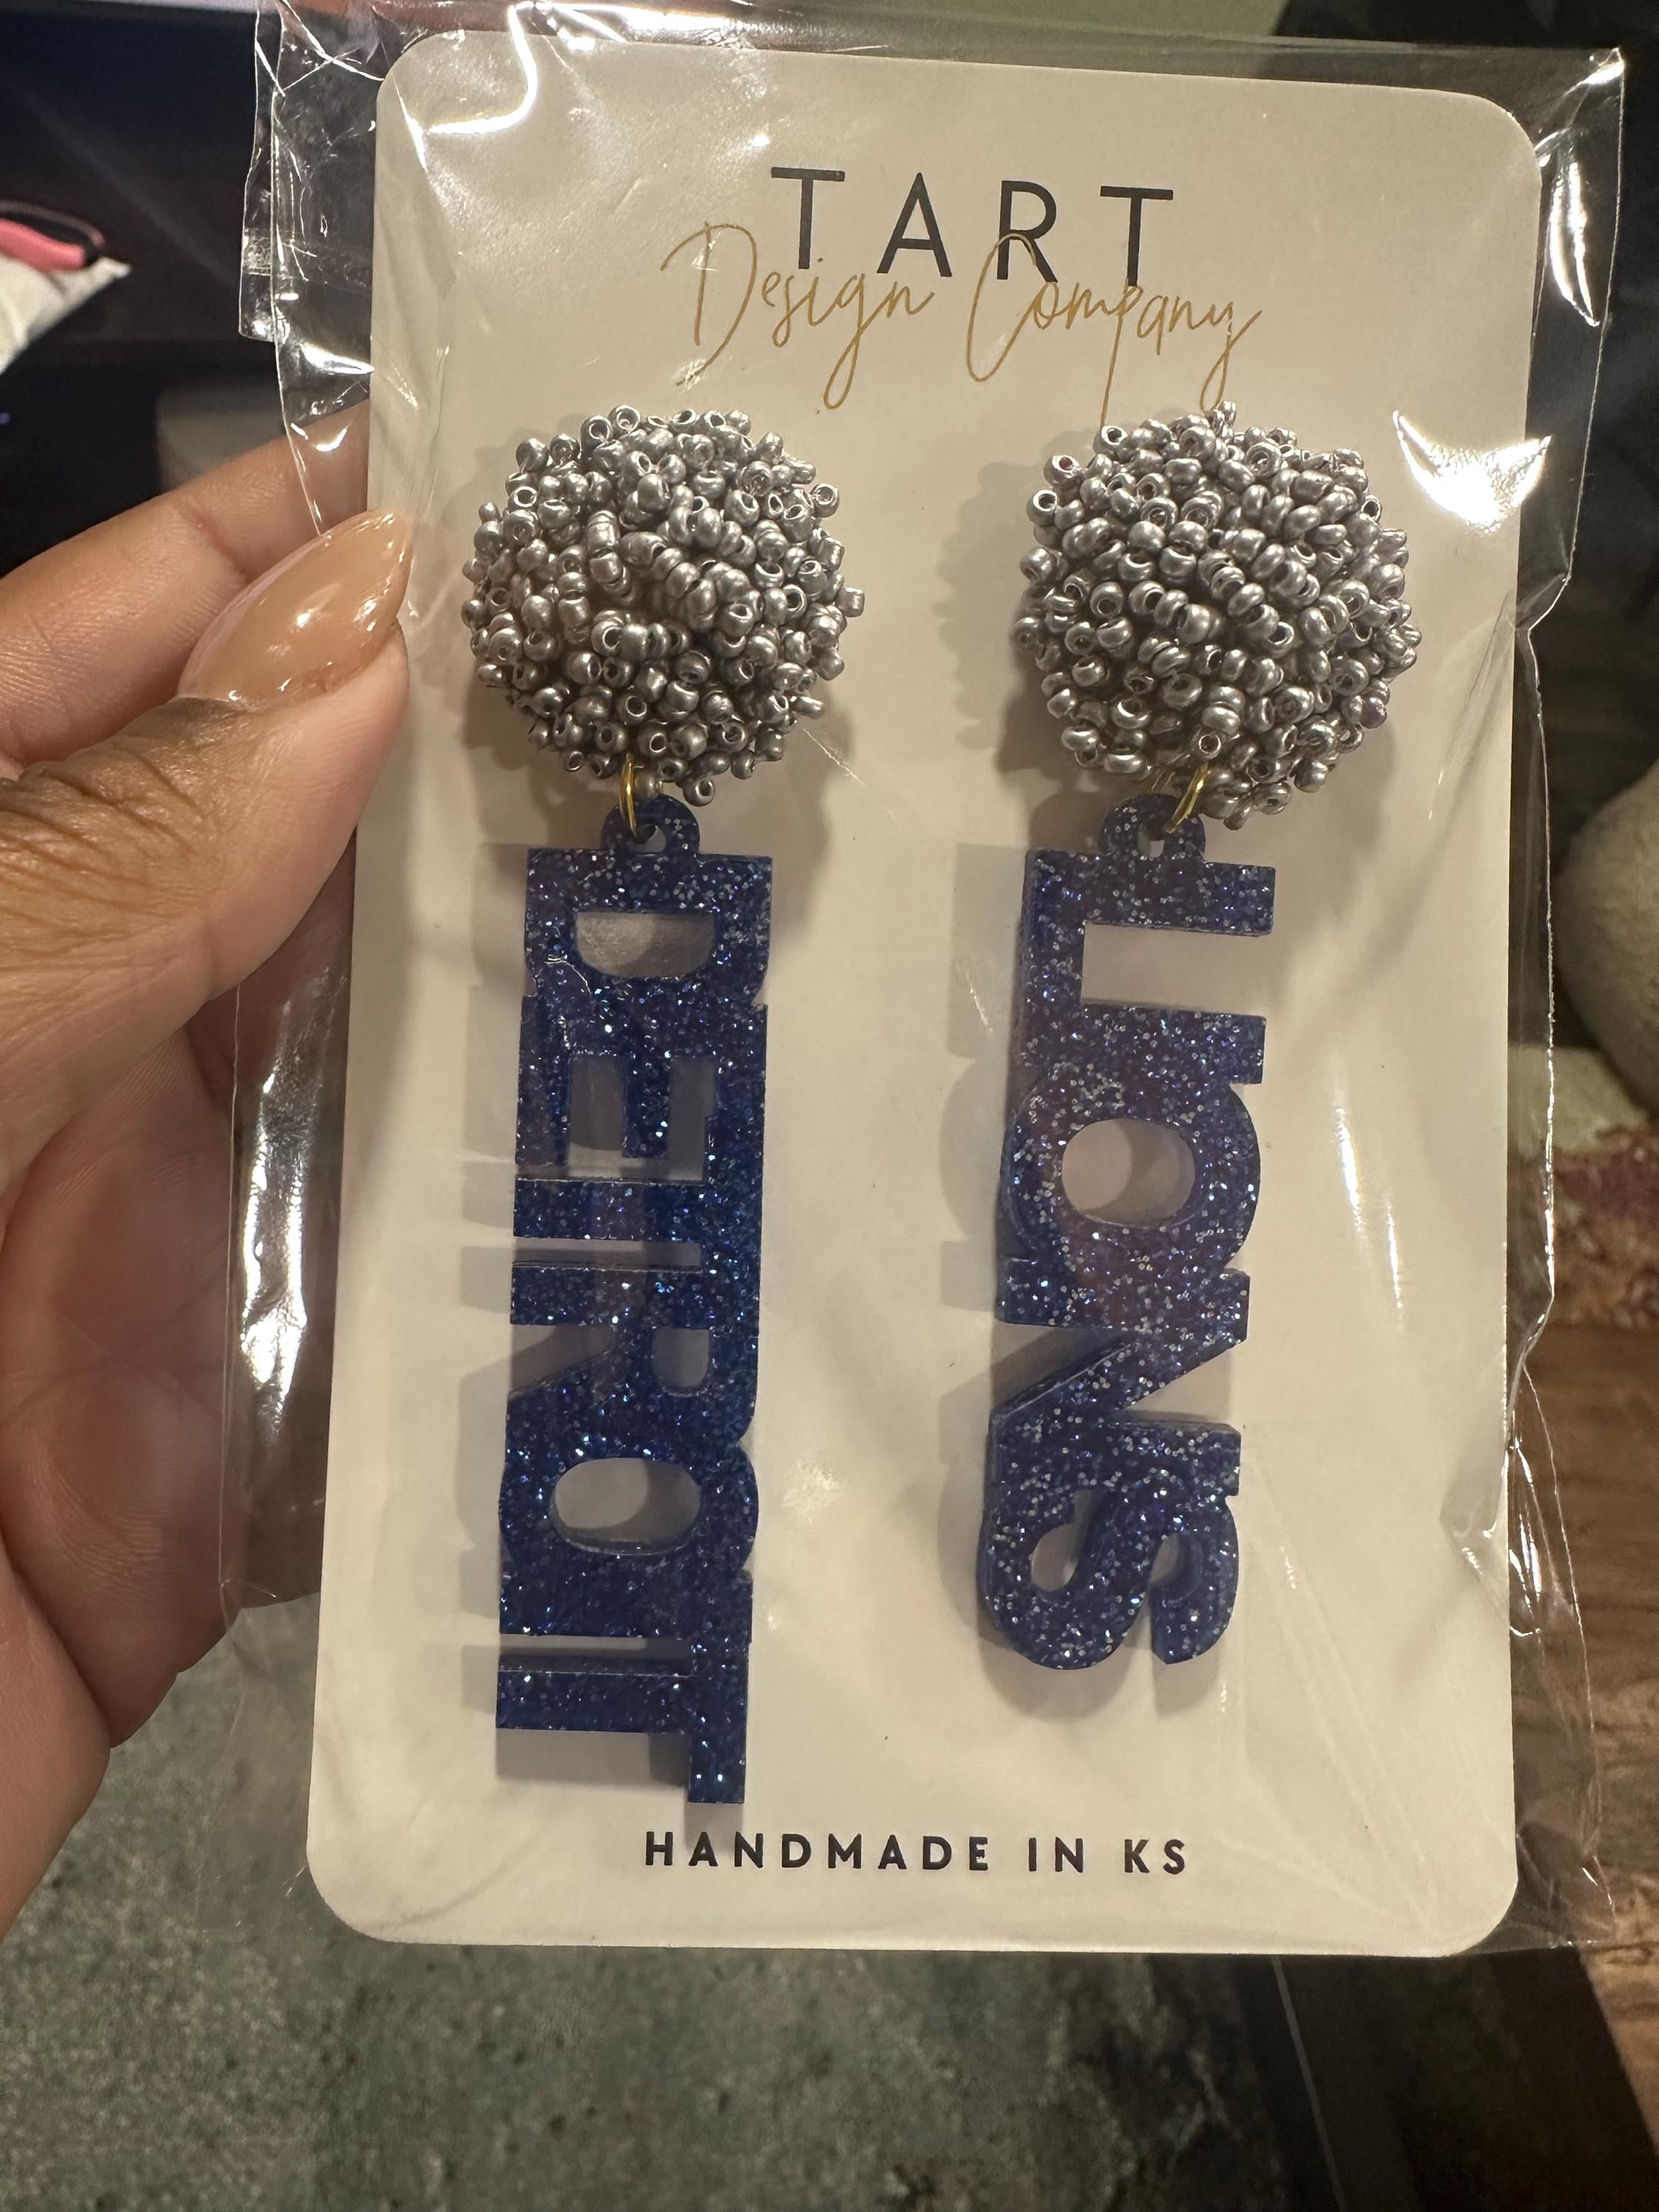 TART
Design Company
DETROIT
LIONS
HANDMADE IN KS